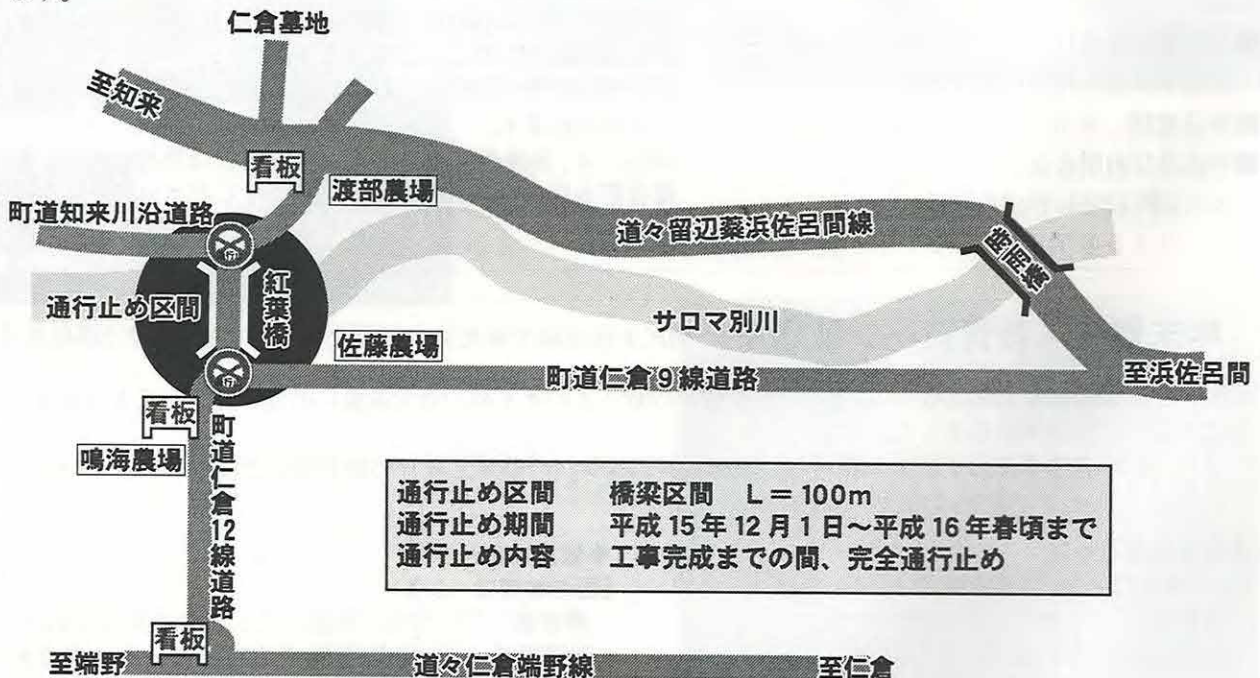 仁倉墓地
至知来
看板
渡部農場
町道知来川沿道路
道々留辺蘂浜佐呂間線
時雨橋
通行止め区間
紅葉橋
サロマ別川
佐藤農場
町道仁倉9線道路
至浜佐呂間
看板
鳴海農場
町道仁倉12線道路
通行止め区間 橋梁区間 L=100m
通行止め期間 平成15年12月1日~平成16年春頃まで
通行止め内容 工事完成までの間、完全通行止め
看板
至端野
道々仁倉端野線
至仁倉